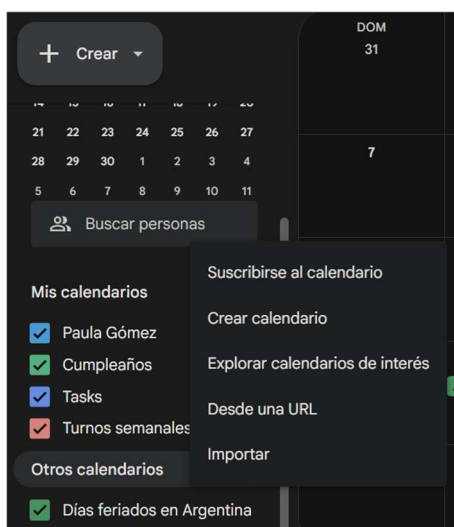 Crear
DOM
31
21 22 23 24 25 26 27
28 29 30 1 2 3 4
5 6 7 8 9 10 11
7
Buscar personas
Suscribirse al calendario
Crear calendario
Explorar calendarios de interés
Desde una URL
Importar
Mis calendarios
Paula Gómez
Cumpleaños
Tasks
Turnos semanales
Otros calendarios
Días feriados en Argentina